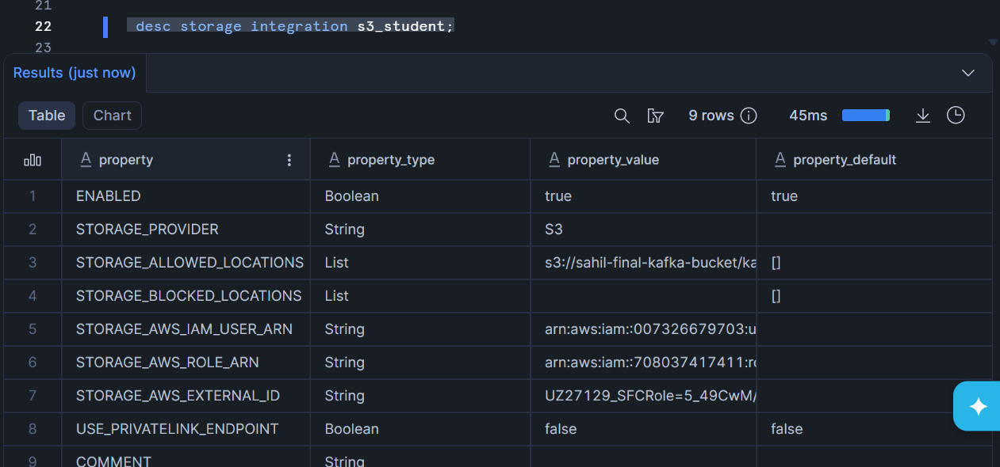 21
22 desc storage integration s3_student;
23
Results (just now)
Table Chart 9 rows 45ms
A property A property_type A property_value A property_default
1 ENABLED Boolean true true
2 STORAGE_PROVIDER String S3
3 STORAGE_ALLOWED_LOCATIONS List s3://sahil-final-kafka-bucket/ka []
4 STORAGE_BLOCKED_LOCATIONS List []
5 STORAGE_AWS_IAM_USER_ARN String arn:aws:iam::007326679703:u
6 STORAGE_AWS_ROLE_ARN String arn:aws:iam::708037417411:ro
7 STORAGE_AWS_EXTERNAL_ID String UZ27129_SFCRole=5_49CwM/
8 USE_PRIVATELINK_ENDPOINT Boolean false false
9 COMMENT String